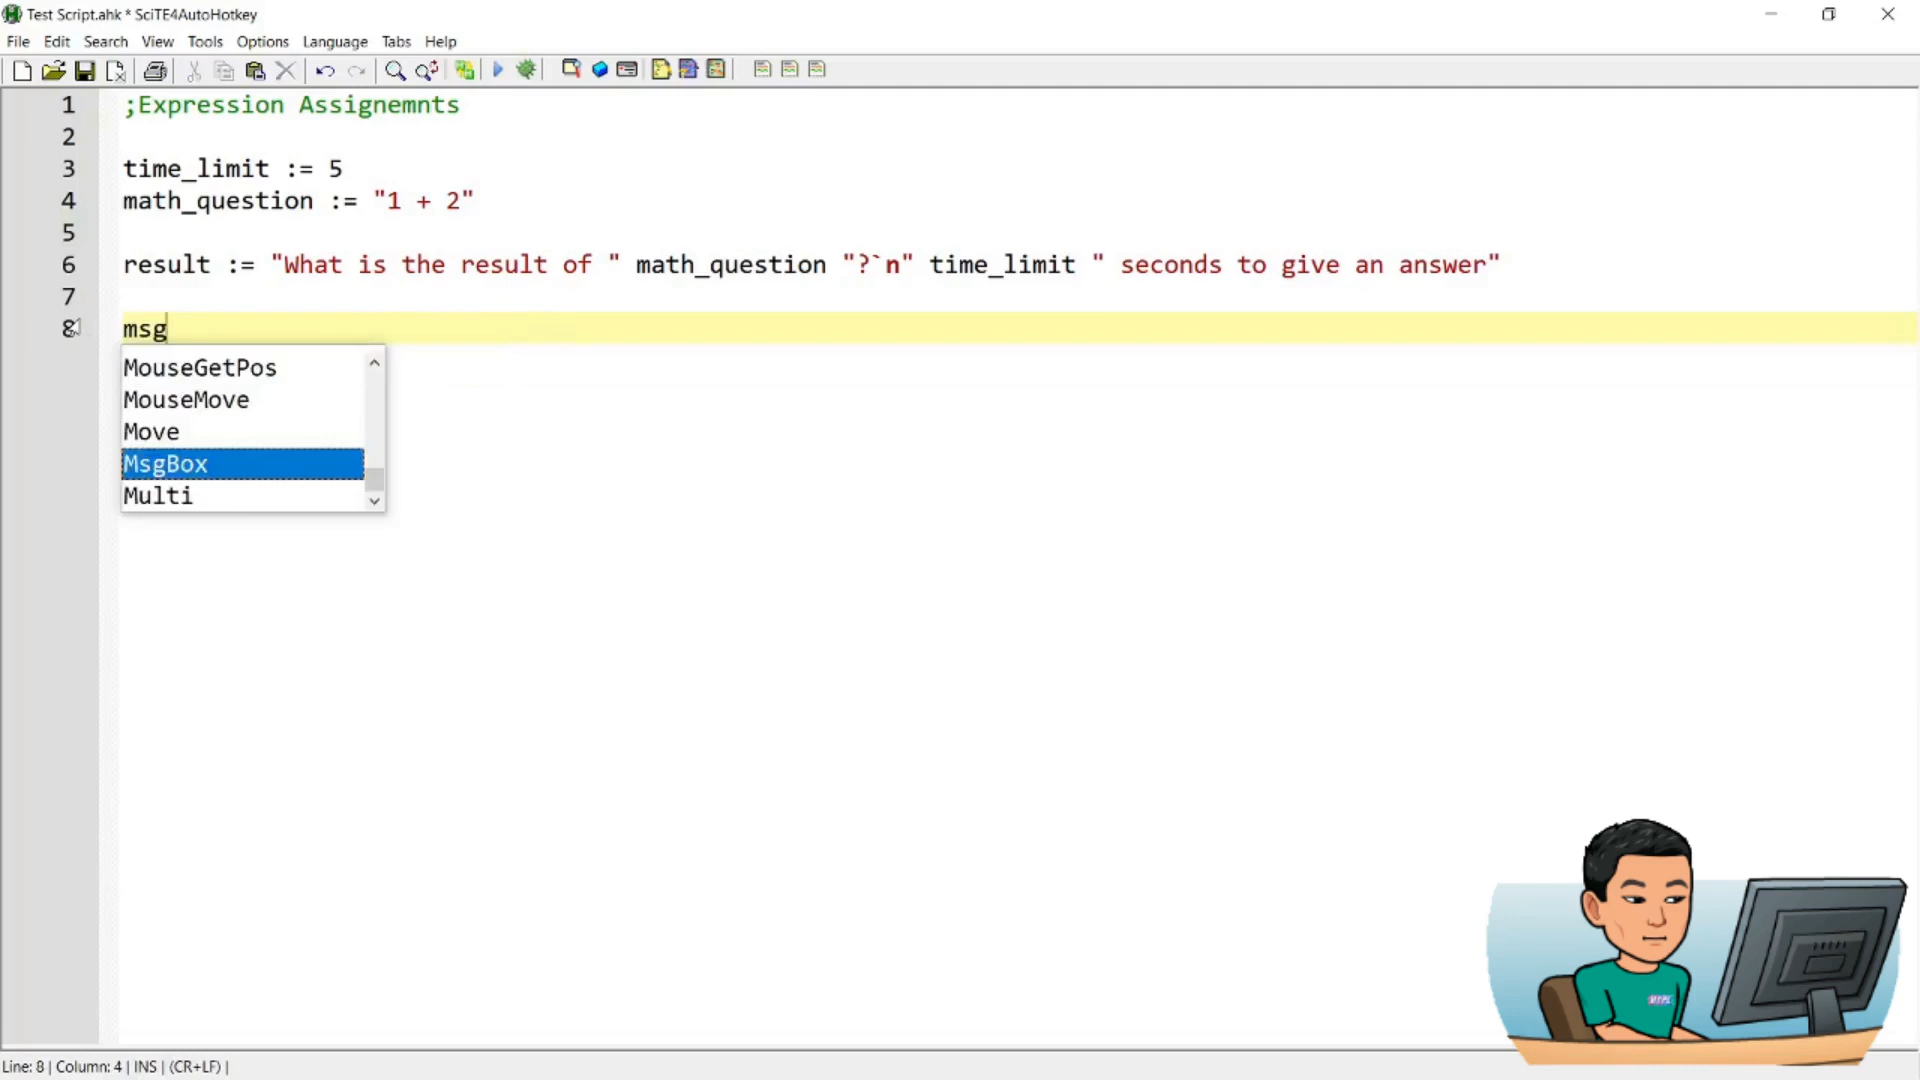 Test Script.ahk * SciTE4AutoHotkey
File Edit Search View Tools Options Language Tabs Help
1 ;Expression Assignemnts
2
3 time_limit := 5
4 math_question := "1 + 2"
5
6 result := "What is the result of " math_question "?`n" time_limit " seconds to give an answer"
7
8 msg
MouseGetPos
MouseMove
Move
MsgBox
Multi
Line: 8 | Column: 4 | INS | (CR+LF) |